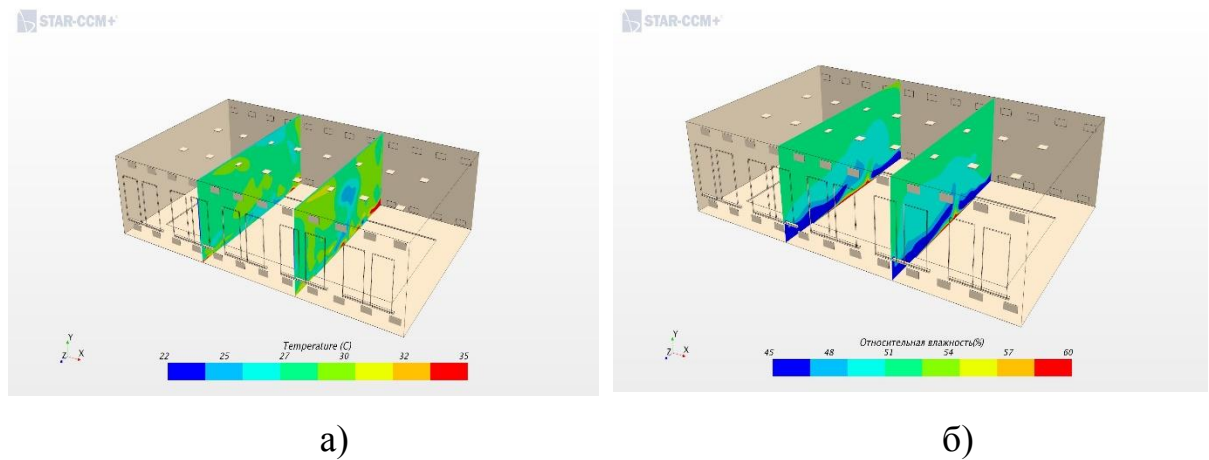 STAR-CCM+
Y
Z X
Temperature (C)
22 25 27 30 32 35
а)
STAR-CCM+
Y
Z X
Относительная влажность(%)
45 48 51 54 57 60
б)